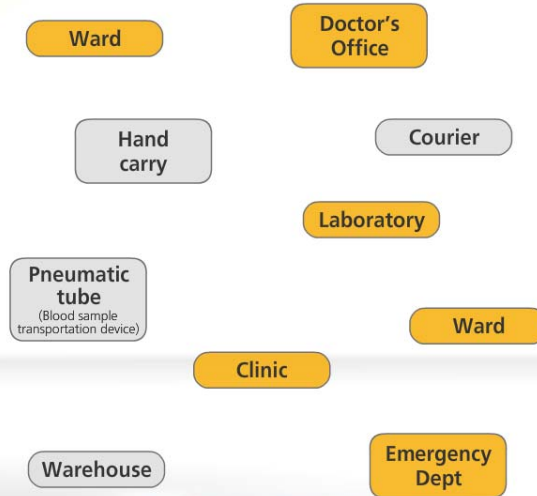 Ward
Doctor's
Office
Hand
carry
Courier
Laboratory
Pneumatic
tube
(Blood sample
transportation device)
Ward
Clinic
Warehouse
Emergency
Dept